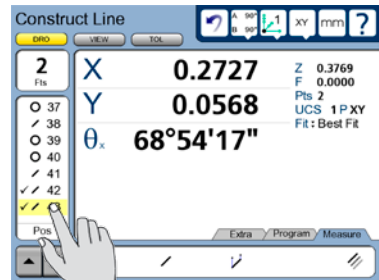 Construct Line
A 90°
B 90°
1
XY
mm
?
DRO VIEW TOL
2
Fts
X 0.2727
Y 0.0568
θx 68°54'17"
Z 0.3769
F 0.0000
Pts 2
UCS 1 P XY
Fit : Best Fit
37
38
39
40
41
42
Pos
Extra Program Measure